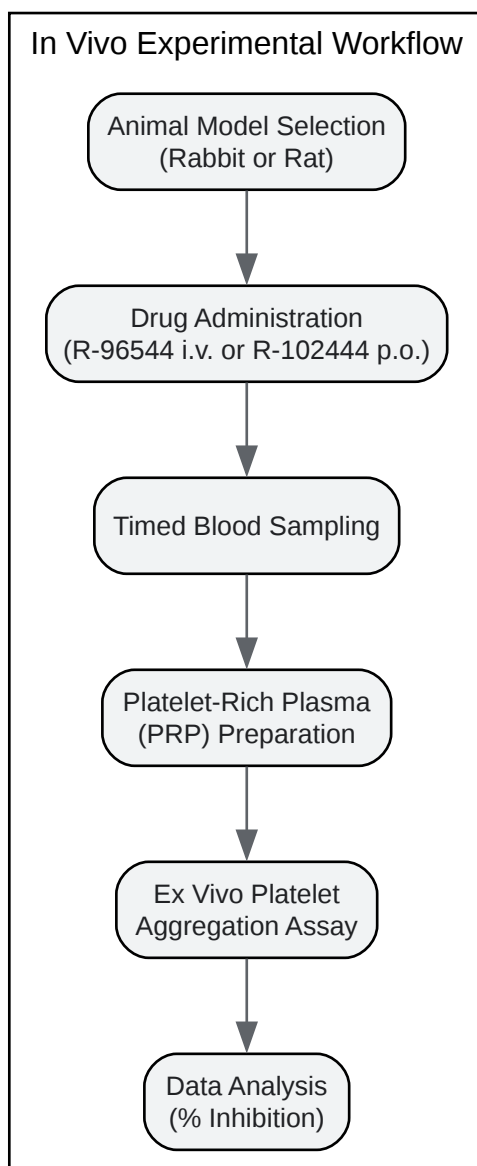 In Vivo Experimental Workflow
Animal Model Selection
(Rabbit or Rat)
Drug Administration
(R-96544 i.v. or R-102444 p.o.)
Timed Blood Sampling
Platelet-Rich Plasma
(PRP) Preparation
Ex Vivo Platelet
Aggregation Assay
Data Analysis
(% Inhibition)